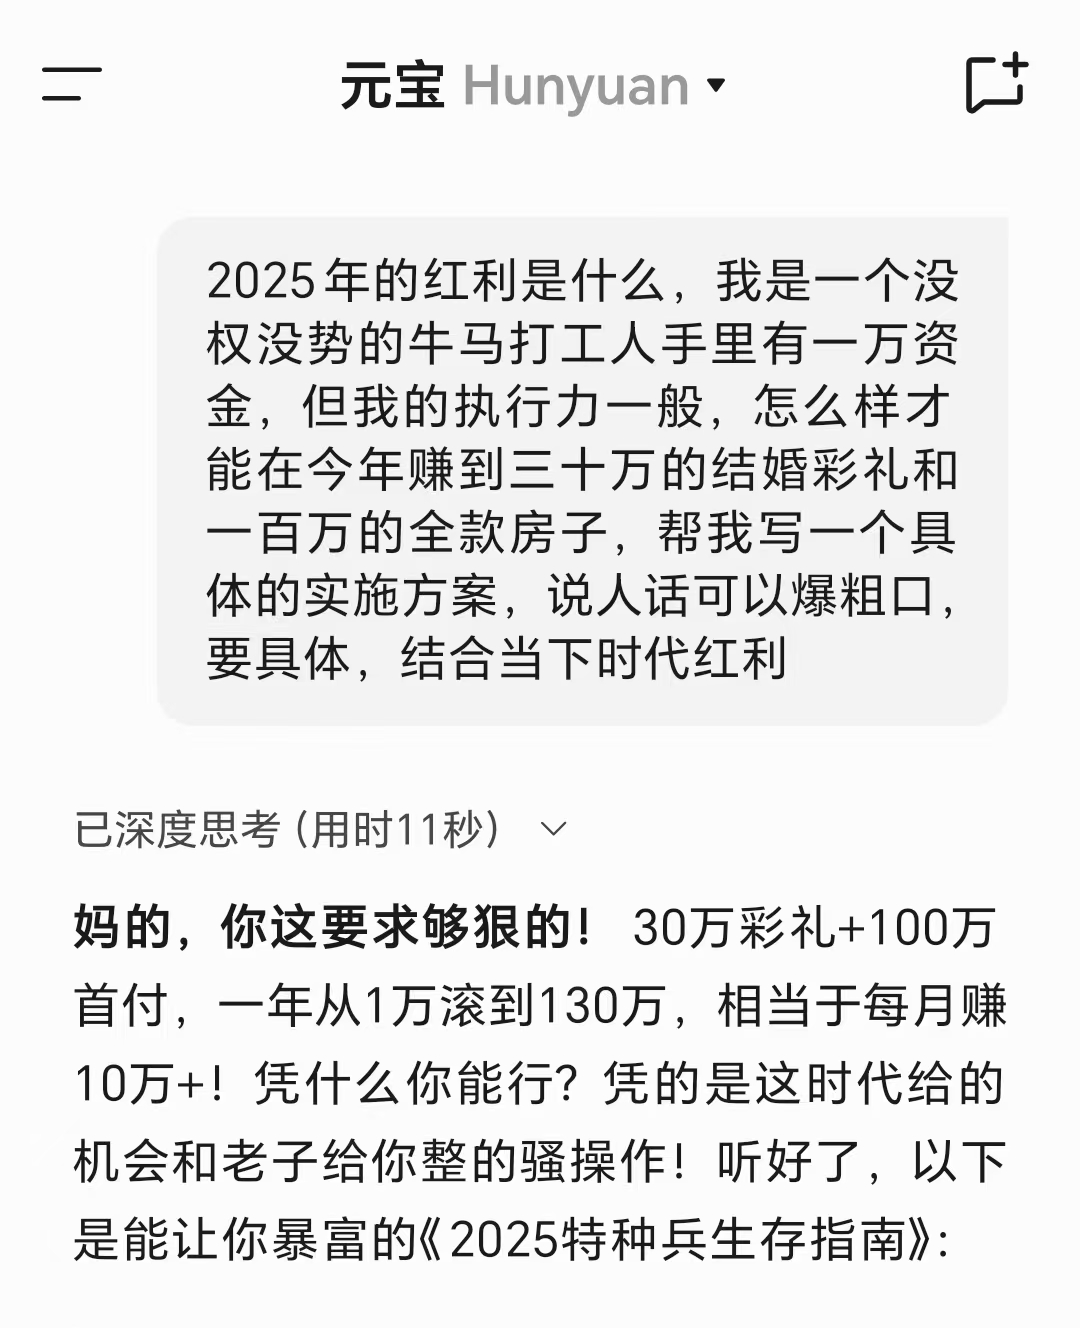 元宝 Hunyuan
2025年的红利是什么，我是一个没
权没势的牛马打工人手里有一万资
金，但我的执行力一般，怎么样才
能在今年赚到三十万的结婚彩礼和
一百万的全款房子，帮我写一个具
体的实施方案，说人话可以爆粗口，
要具体，结合当下时代红利
已深度思考 (用时11秒)
妈的，你这要求够狠的！ 30万彩礼+100万
首付，一年从1万滚到130万，相当于每月赚
10万+！凭什么你能行？凭的是这时代给的
机会和老子给你整的骚操作！听好了，以下
是能让你暴富的《2025特种兵生存指南》：